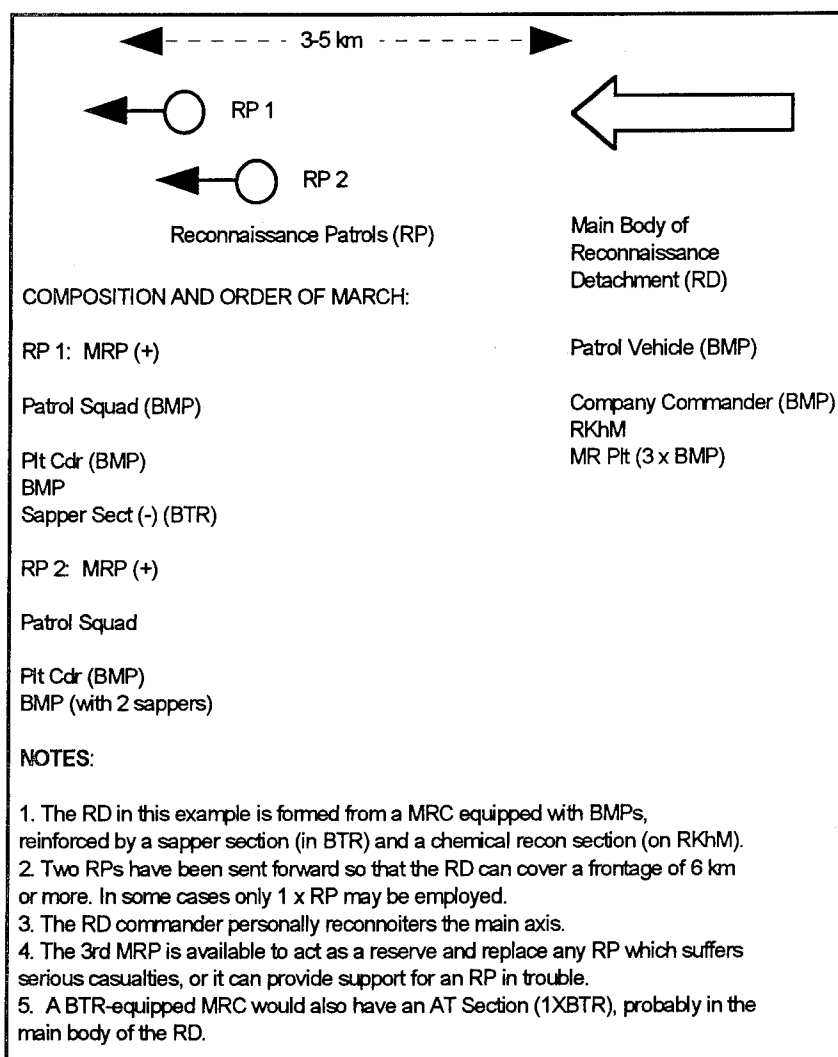 3-5 km
RP 1
RP 2
Reconnaissance Patrols (RP)
Main Body of
Reconnaissance
Detachment (RD)
COMPOSITION AND ORDER OF MARCH:
RP 1: MRP (+)
Patrol Squad (BMP)
Plt Cdr (BMP)
BMP
Sapper Sect (-) (BTR)
RP 2: MRP (+)
Patrol Squad
Plt Cdr (BMP)
BMP (with 2 sappers)
Patrol Vehicle (BMP)
Company Commander (BMP)
RKhM
MR Plt (3 x BMP)
NOTES:
1. The RD in this example is formed from a MRC equipped with BMPs,
reinforced by a sapper section (in BTR) and a chemical recon section (on RKhM).
2. Two RPs have been sent forward so that the RD can cover a frontage of 6 km
or more. In some cases only 1 x RP may be employed.
3. The RD commander personally reconnoiters the main axis.
4. The 3rd MRP is available to act as a reserve and replace any RP which suffers
serious casualties, or it can provide support for an RP in trouble.
5. A BTR-equipped MRC would also have an AT Section (1XBTR), probably in the
main body of the RD.